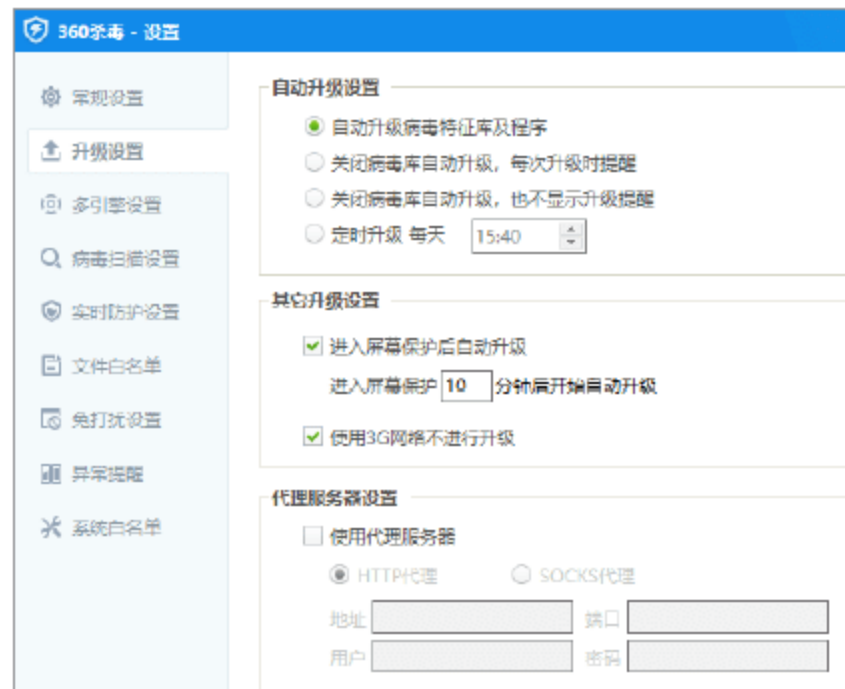 360杀毒 - 设置
常规设置
升级设置
多引擎设置
病毒扫描设置
实时防护设置
文件白名单
免打扰设置
异常提醒
系统白名单
自动升级设置
自动升级病毒特征库及程序
关闭病毒库自动升级，每次升级时提醒
关闭病毒库自动升级，也不显示升级提醒
定时升级 每天 15:40
其它升级设置
进入屏幕保护后自动升级
进入屏幕保护 10 分钟后开始自动升级
使用3G网络不进行升级
代理服务器设置
使用代理服务器
HTTP代理 SOCKS代理
地址 端口
用户 密码